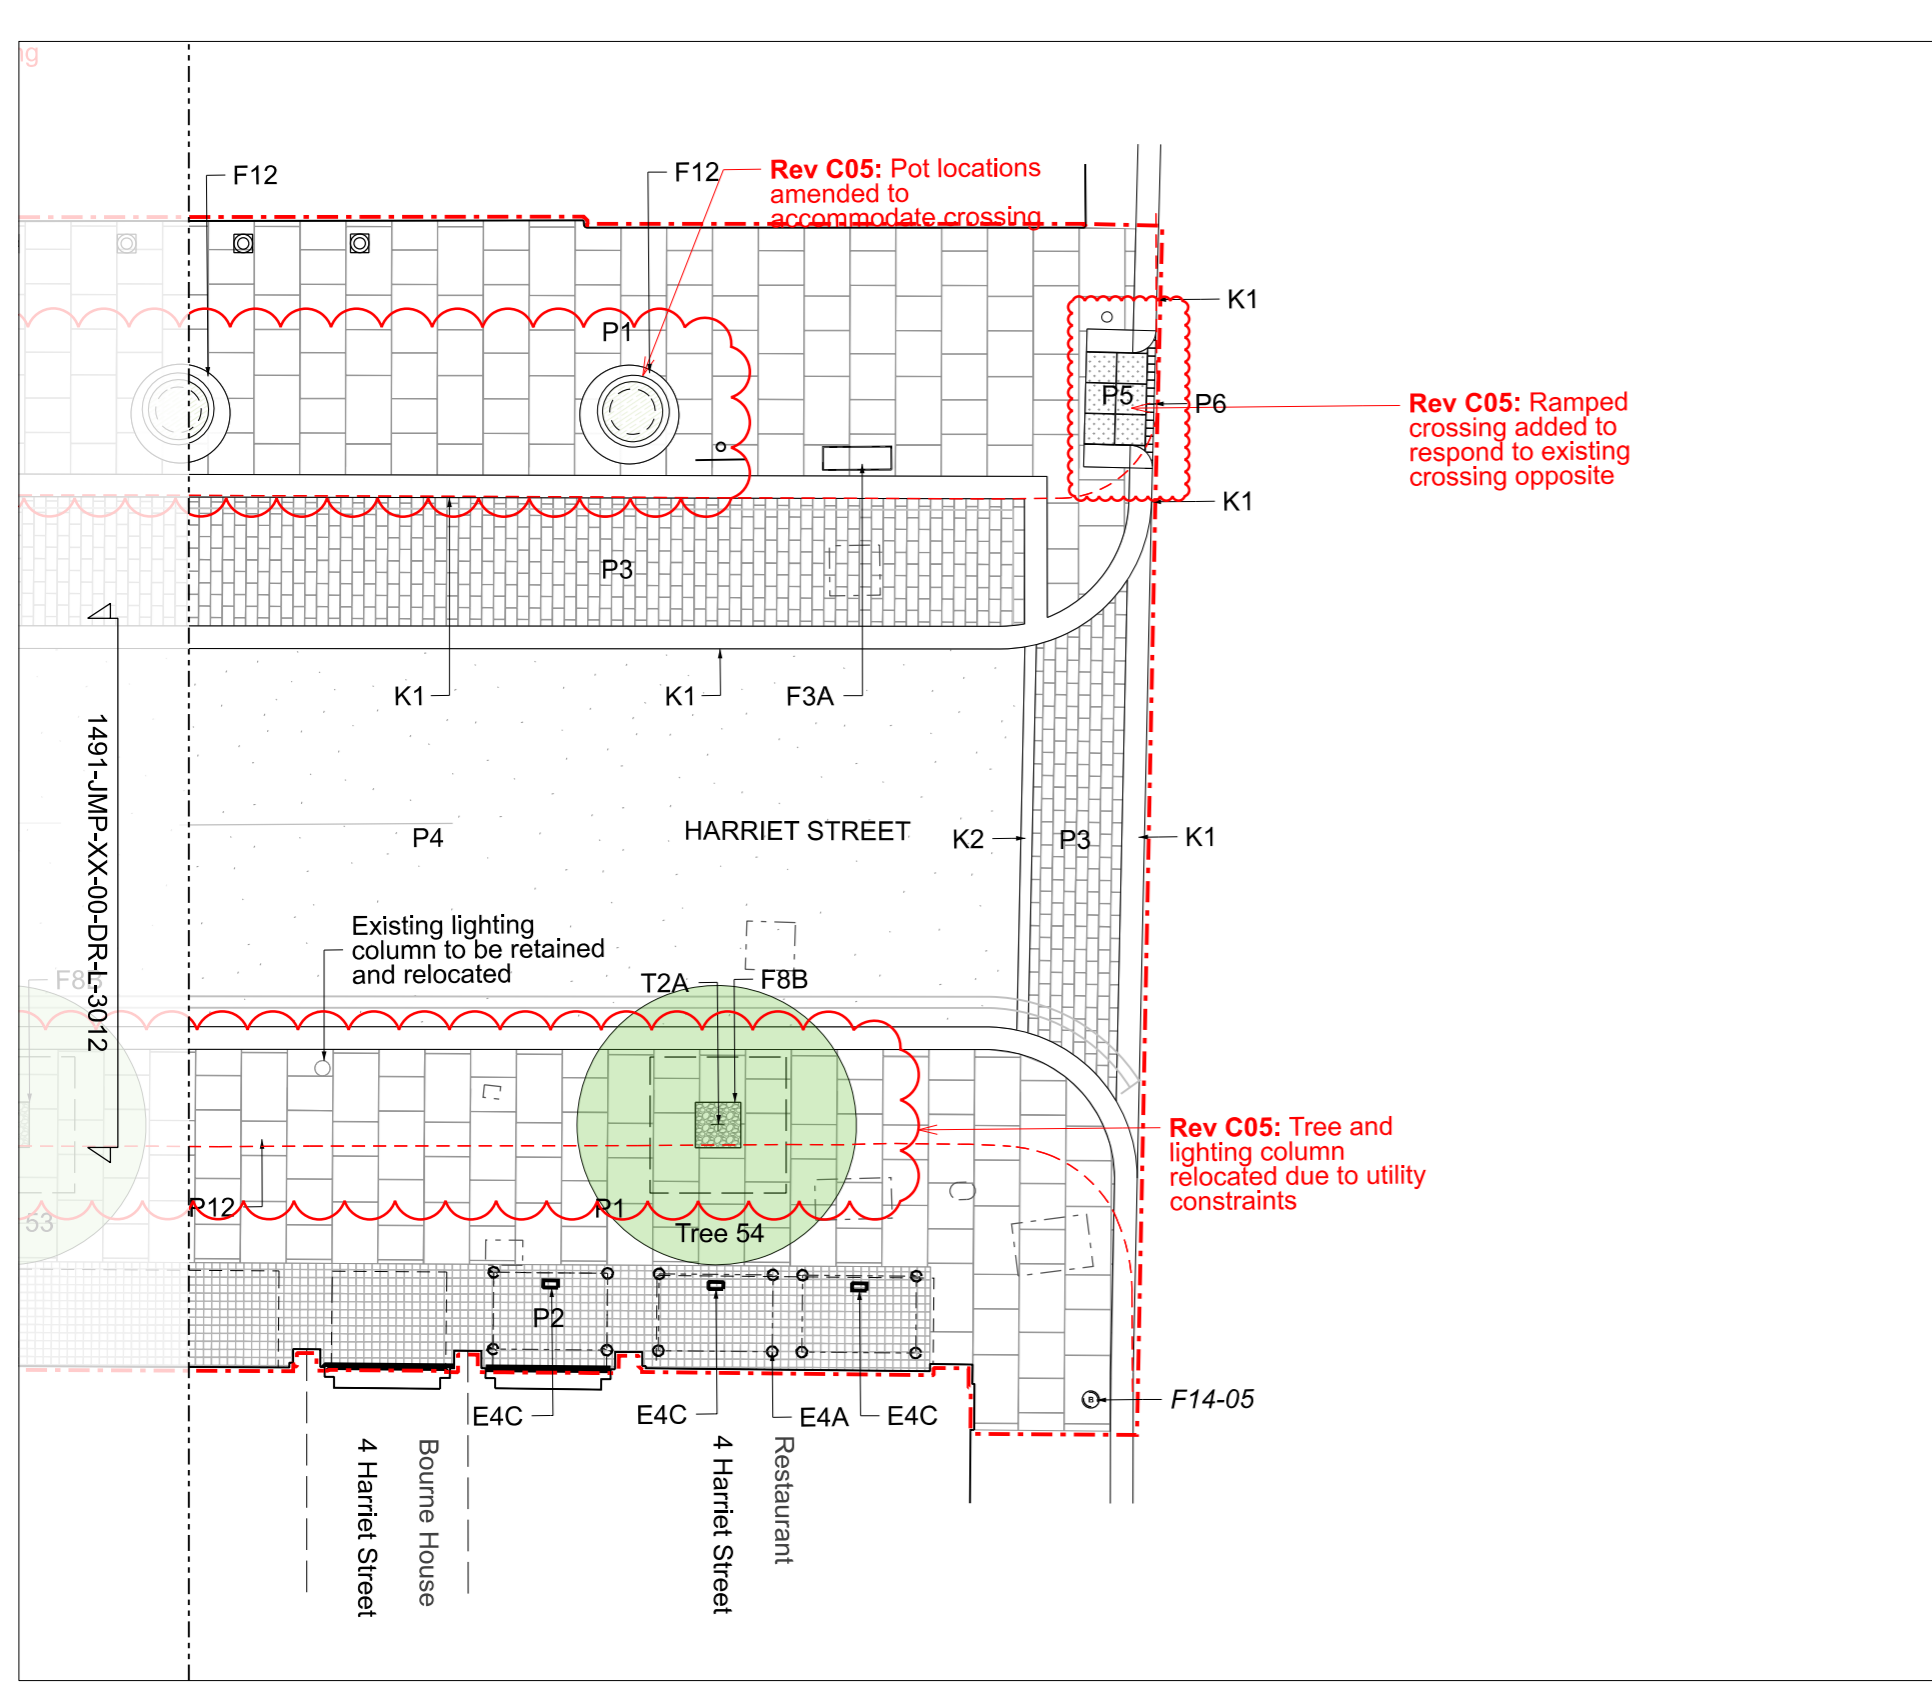 ng
F12
F12
Rev C05: Pot locations
amended to
accommodate crossing
P1
K1
P5
P6
Rev C05: Ramped
crossing added to
respond to existing
crossing opposite
K1
P3
K1
K1
F3A
1491-JMP-XX-00-DR-L-3012
P4
HARRIET STREET
K2
P3
K1
Existing lighting
column to be retained
and relocated
F8B
T2A
F8B
Rev C05: Tree and
lighting column
relocated due to utility
constraints
P12
P1
53
Tree 54
P2
E4C
E4C
E4A
E4C
F14-05
B
4 Harriet Street
Bourne House
4 Harriet Street
Restaurant